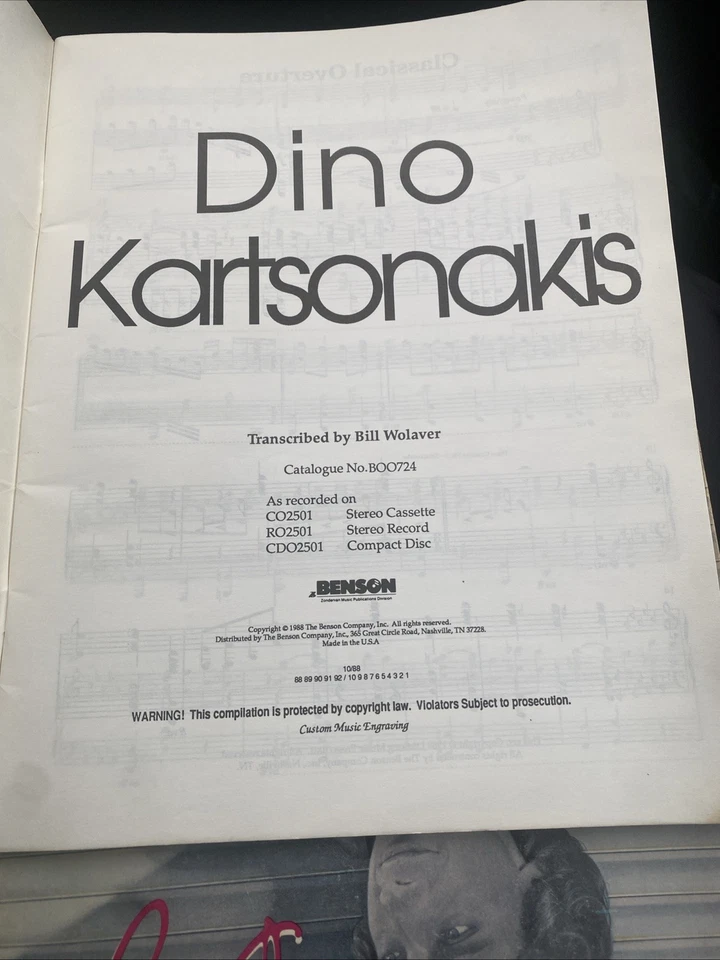 Dino
Kartsonakis
Transcribed by Bill Wolaver
Catalogue No.BOO724
As recorded on
CO2501 Stereo Cassette
RO2501 Stereo Record
CDO2501 Compact Disc
BENSON
Zondervan Music Publications Division
Copyright © 1988 The Benson Company, Inc. All rights reserved.
Distributed by The Benson Company, Inc., 365 Great Circle Road, Nashville, TN 37228.
Made in the U.S.A
10/88
88 89 90 91 92 / 10 9 8 7 6 5 4 3 2 1
WARNING! This compilation is protected by copyright law. Violators Subject to prosecution.
Custom Music Engraving